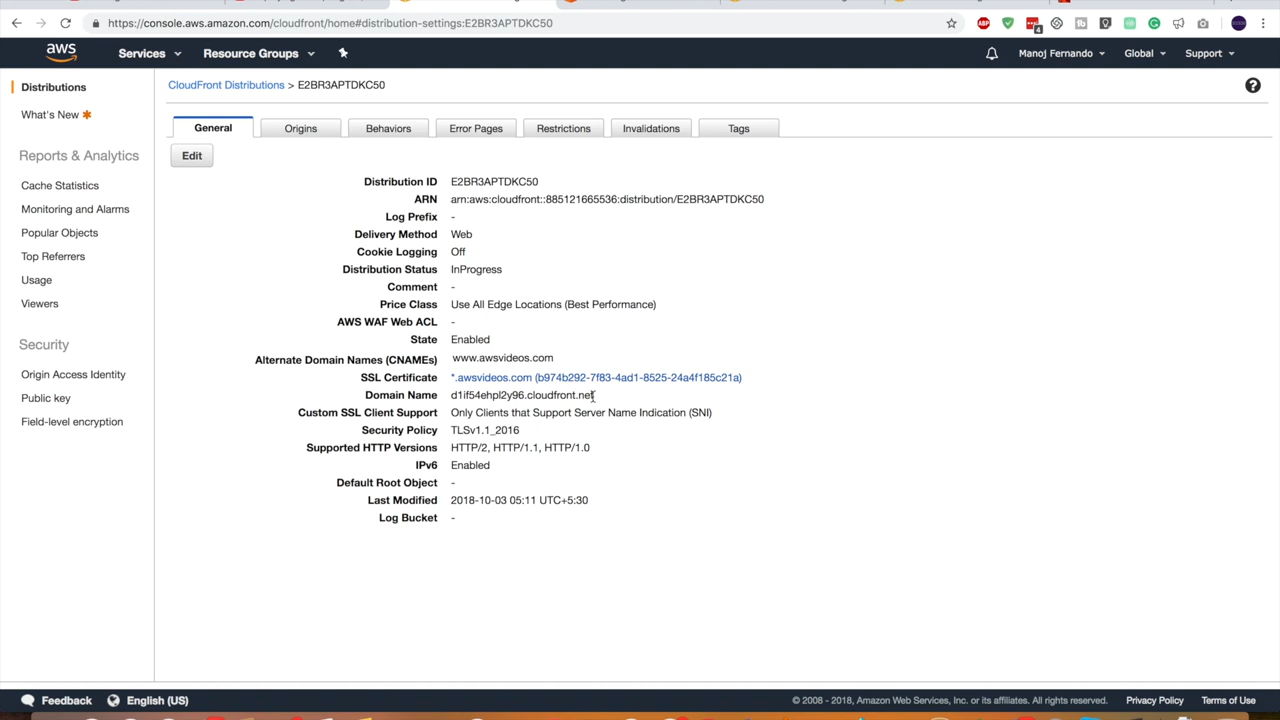 https://console.aws.amazon.com/cloudfront/home#distribution-settings:E2BR3APTDKC50
ABP
4
aws
Services
Resource Groups
Manoj Fernando
Global
Support
Distributions
What's New
Reports & Analytics
Cache Statistics
Monitoring and Alarms
Popular Objects
Top Referrers
Usage
Viewers
Security
Origin Access Identity
Public key
Field-level encryption
CloudFront Distributions > E2BR3APTDKC50
General
Origins
Behaviors
Error Pages
Restrictions
Invalidations
Tags
Edit
Distribution ID E2BR3APTDKC50
ARN arn:aws:cloudfront::885121665536:distribution/E2BR3APTDKC50
Log Prefix -
Delivery Method Web
Cookie Logging Off
Distribution Status InProgress
Comment -
Price Class Use All Edge Locations (Best Performance)
AWS WAF Web ACL -
State Enabled
Alternate Domain Names (CNAMEs) www.awsvideos.com
SSL Certificate *.awsvideos.com (b974b292-7f83-4ad1-8525-24a4f185c21a)
Domain Name d1if54ehpl2y96.cloudfront.net
Custom SSL Client Support Only Clients that Support Server Name Indication (SNI)
Security Policy TLSv1.1_2016
Supported HTTP Versions HTTP/2, HTTP/1.1, HTTP/1.0
IPv6 Enabled
Default Root Object -
Last Modified 2018-10-03 05:11 UTC+5:30
Log Bucket -
Feedback
English (US)
© 2008 - 2018, Amazon Web Services, Inc. or its affiliates. All rights reserved.
Privacy Policy
Terms of Use